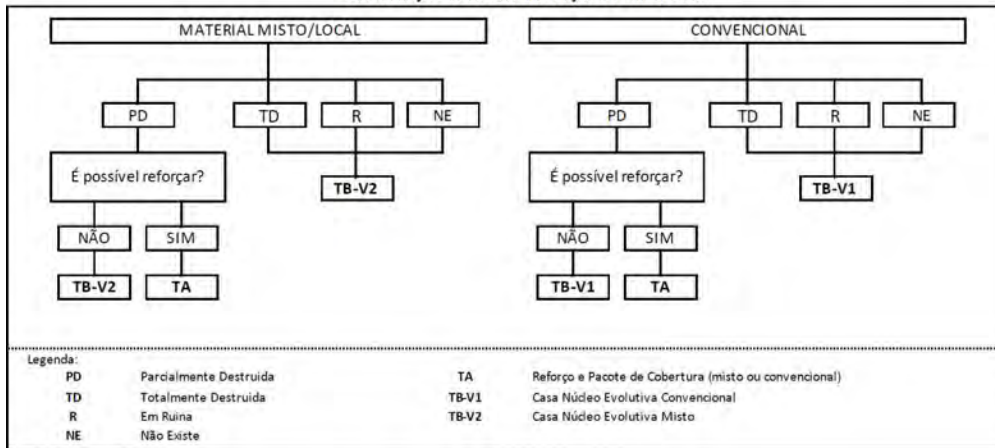 MATERIAL MISTO/LOCAL
CONVENCIONAL
PD
TD
R
NE
PD
TD
R
NE
É possível reforçar?
TB-V2
É possível reforçar?
TB-V1
NÃO
SIM
NÃO
SIM
TB-V2
TA
TB-V1
TA
Legenda:
PD Parcialmente Destruida TA Reforço e Pacote de Cobertura (misto ou convencional)
TD Totalmente Destruida TB-V1 Casa Núcleo Evolutiva Convencional
R Em Ruina TB-V2 Casa Núcleo Evolutiva Misto
NE Não Existe